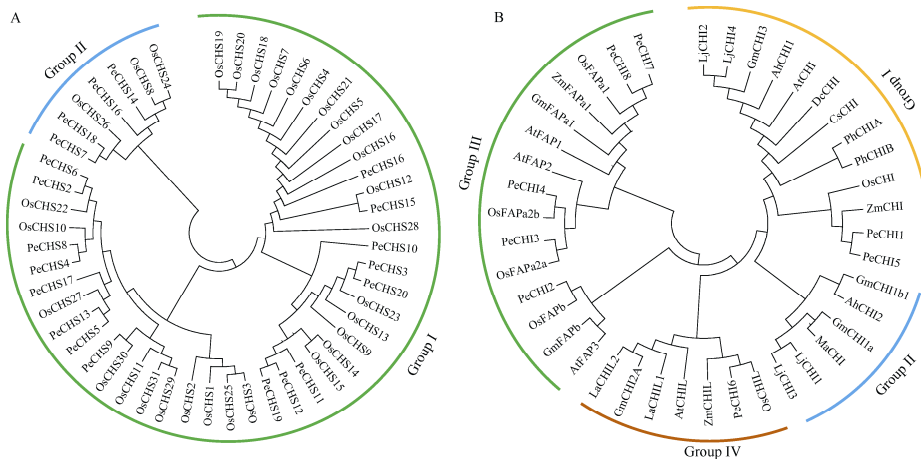 A
Group II
OsCHS24
OsCHS8
PeCHS14
PeCHS16
OsCHS26
PeCHS18
PeCHS7
PeCHS6
PeCHS2
OsCHS22
OsCHS10
PeCHS8
PeCHS4
PeCHS17
OsCHS27
PeCHS13
PeCHS5
PeCHS9
OsCHS30
OsCHS11
OsCHS31
OsCHS29
OsCHS2
OsCHS1
OsCHS25
OsCHS3
PeCHS19
PeCHS12
PeCHS11
OsCHS15
OsCHS14
OsCHS9
OsCHS13
OsCHS23
PeCHS20
PeCHS3
PeCHS10
OsCHS28
PeCHS15
OsCHS12
PeCHS16
OsCHS16
OsCHS17
OsCHS5
OsCHS21
OsCHS4
OsCHS6
OsCHS7
OsCHS18
OsCHS20
OsCHS19
Group I
B
Group III
PeCHI7
PeCHI8
OsFAPa1
ZmFAPa1
GmFAPa1
AtFAP1
AtFAP2
PeCHI4
OsFAPa2b
PeCHI3
OsFAPa2a
PeCHI2
OsFAPb
GmFAPb
AtFAP3
LaCHIL2
GmCHI2A
LaCHIL1
AtCHIL
ZmCHIL
PeCHI6
OsCHIL
Group IV
LjCHI3
LjCHI1
MaCHI
GmCHI1a
AhCHI2
GmCHI1b1
Group II
PeCHI5
PeCHI1
ZmCHI
OsCHI
PhCHIB
PhCHIA
CsCHI
DcCHI
AtCHI
AhCHI1
GmCHI3
LjCHI4
LjCHI2
Group I